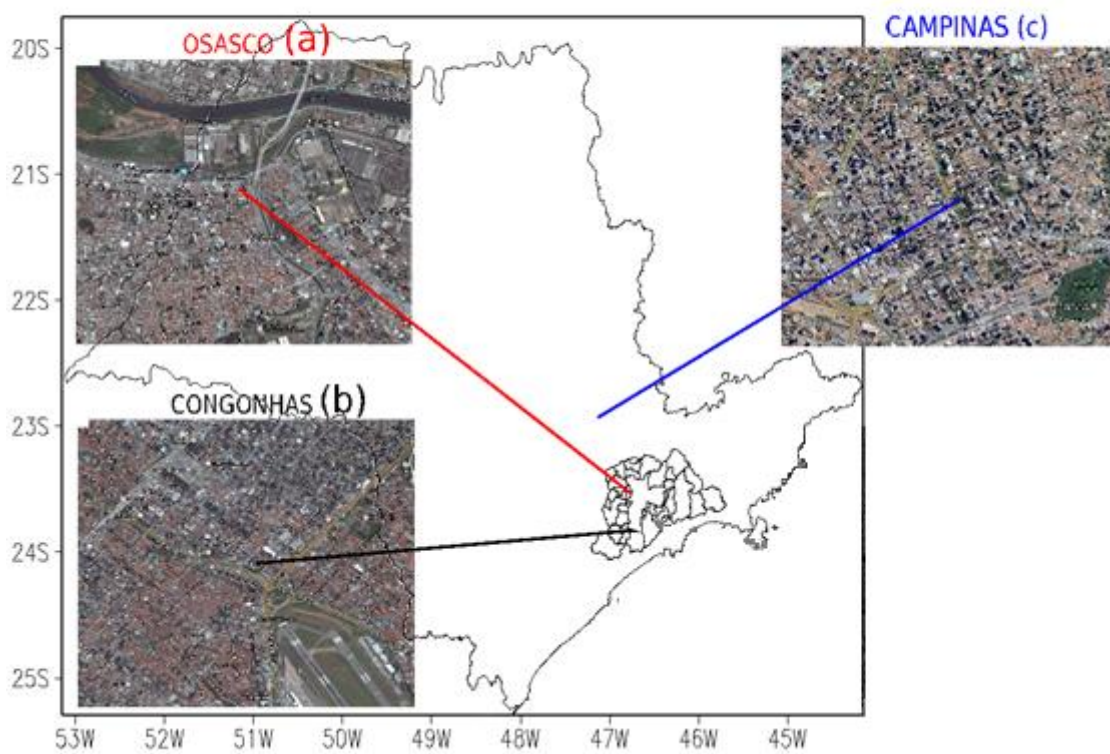 OSASCO (a)
CAMPINAS (c)
20S
21S
22S
CONGONHAS (b)
23S
24S
25S
53W 52W 51W 50W 49W 48W 47W 46W 45W